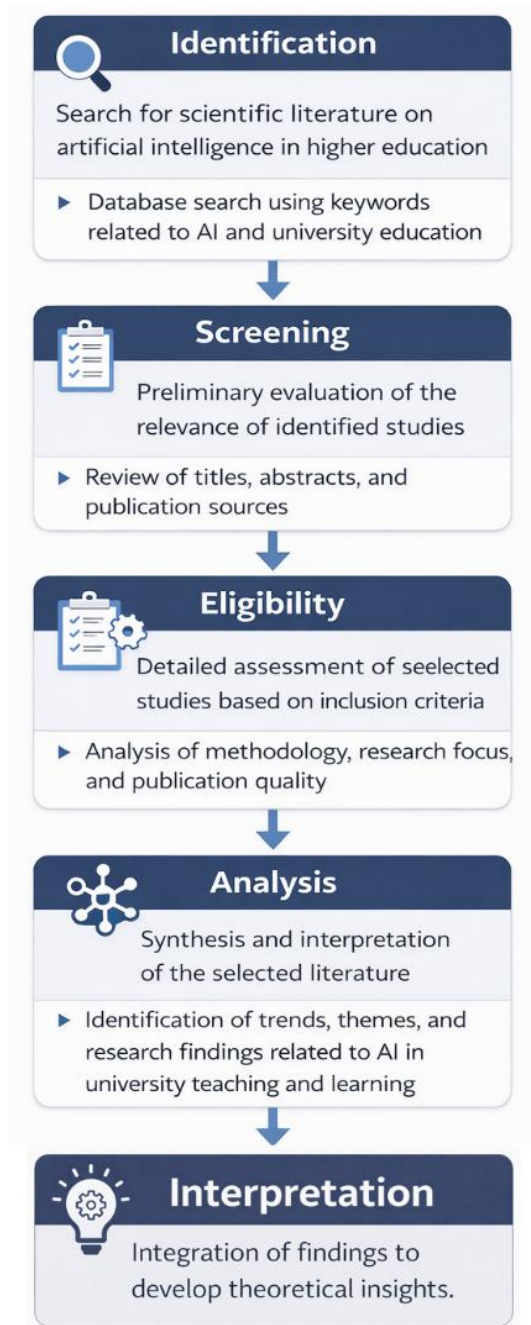 Identification
Search for scientific literature on
artificial intelligence in higher education
Database search using keywords
related to AI and university education
Screening
Preliminary evaluation of the
relevance of identified studies
Review of titles, abstracts, and
publication sources
Eligibility
Detailed assessment of seelected
studies based on inclusion criteria
Analysis of methodology, research focus,
and publication quality
Analysis
Synthesis and interpretation
of the selected literature
Identification of trends, themes, and
research findings related to AI in
university teaching and learning
Interpretation
Integration of findings to
develop theoretical insights.